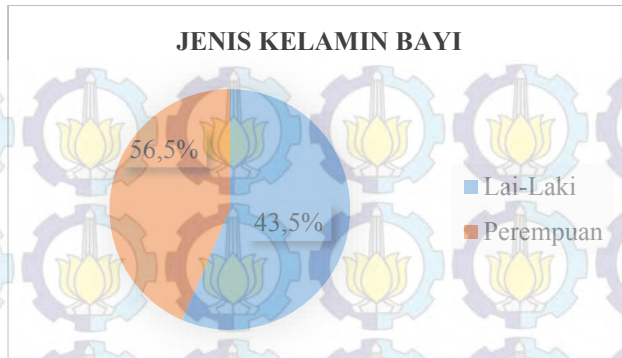 JENIS KELAMIN BAYI
56,5%
43,5%
Lai-Laki
Perempuan